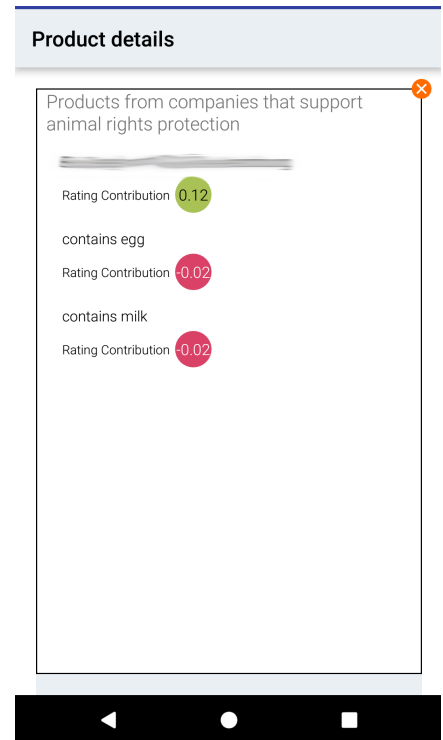 Product details
Products from companies that support
animal rights protection
Rating Contribution 0.12
contains egg
Rating Contribution -0.02
contains milk
Rating Contribution -0.02